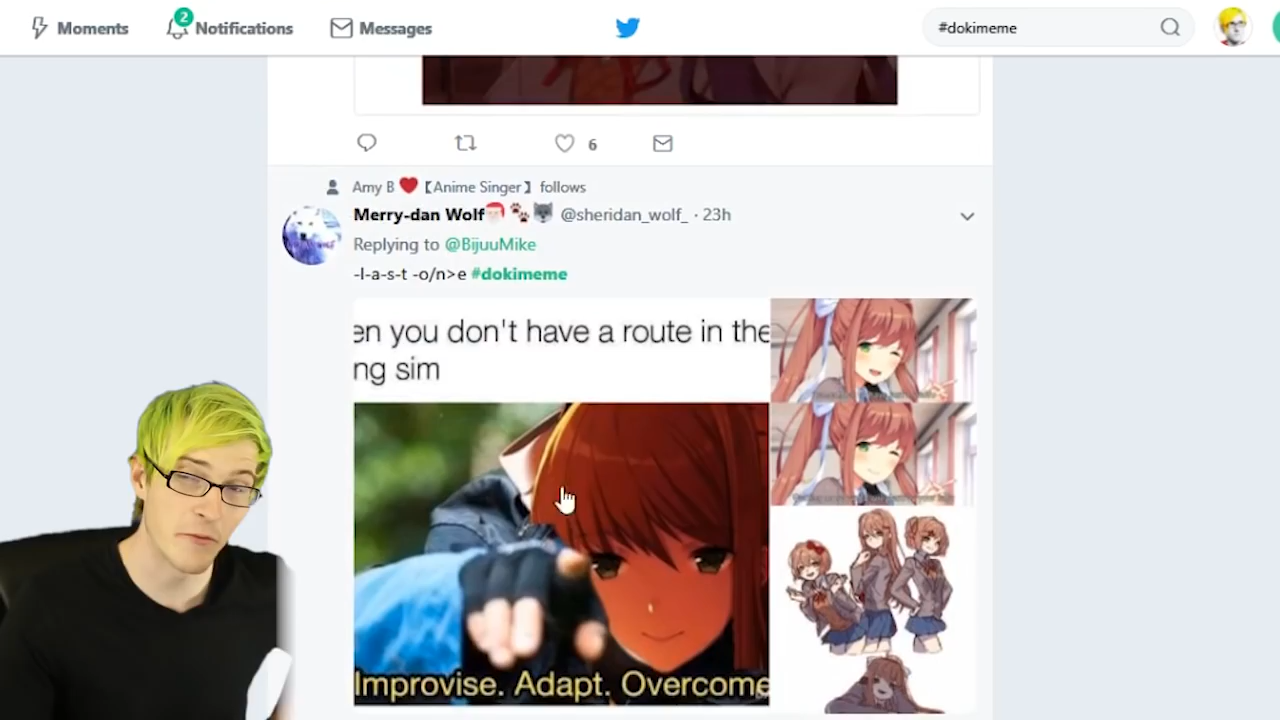 Moments
2
Notifications
Messages
#dokimeme
6
Amy B ❤【Anime Singer】 follows
Merry-dan Wolf🎅🐾🐺 @sheridan_wolf_ · 23h
Replying to @BijuuMike
-l-a-s-t -o/n>e #dokimeme
en you don't have a route in the
ng sim
Improvise. Adapt. Overcome